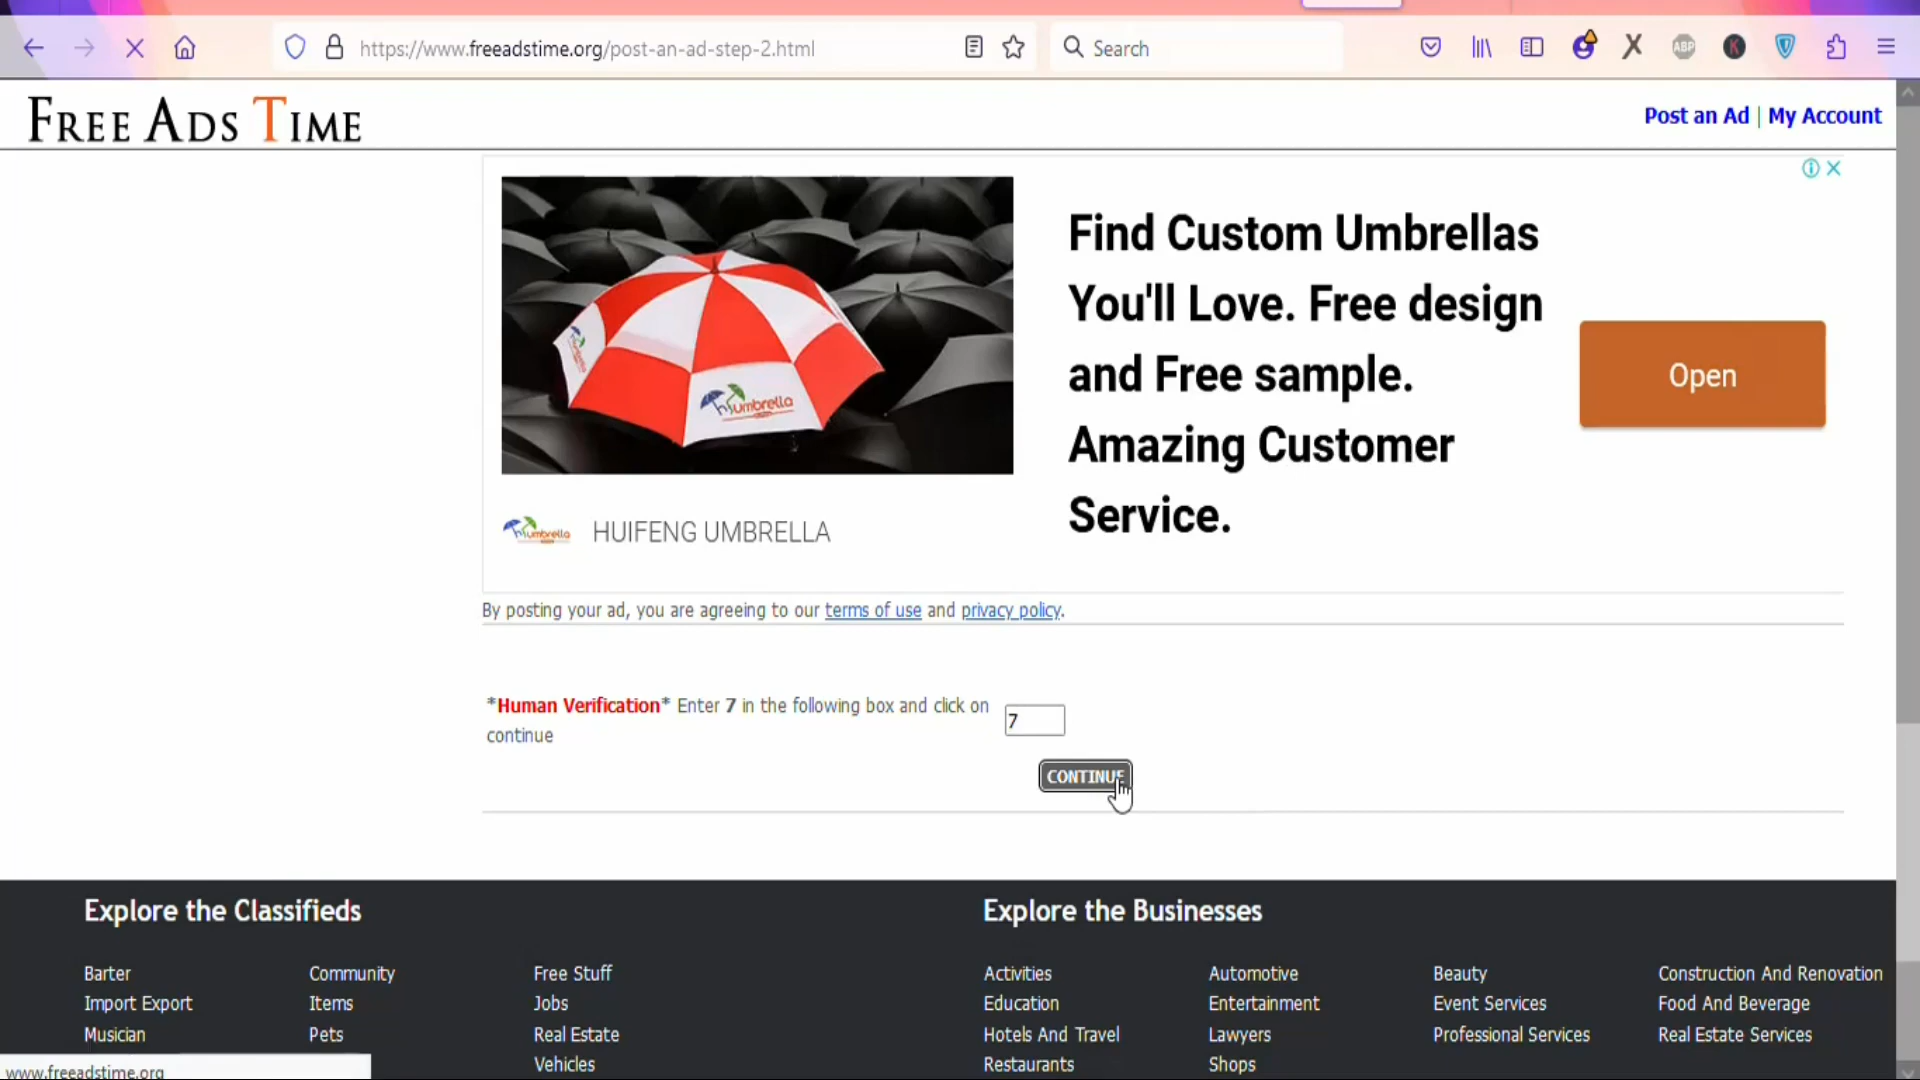 https://www.freeadstime.org/post-an-ad-step-2.html
Search
ABP
K
FREE ADS TIME
Post an Ad | My Account
Find Custom Umbrellas
You'll Love. Free design
and Free sample.
Amazing Customer
Service.
Open
umbrella
umbrella
HUIFENG UMBRELLA
By posting your ad, you are agreeing to our terms of use and privacy policy.
*Human Verification* Enter 7 in the following box and click on
continue
7
CONTINUE
Explore the Classifieds
Explore the Businesses
Barter Community Free Stuff Activities Automotive Beauty Construction And Renovation
Import Export Items Jobs Education Entertainment Event Services Food And Beverage
Musician Pets Real Estate Hotels And Travel Lawyers Professional Services Real Estate Services
Vehicles Restaurants Shops
www.freeadstime.org